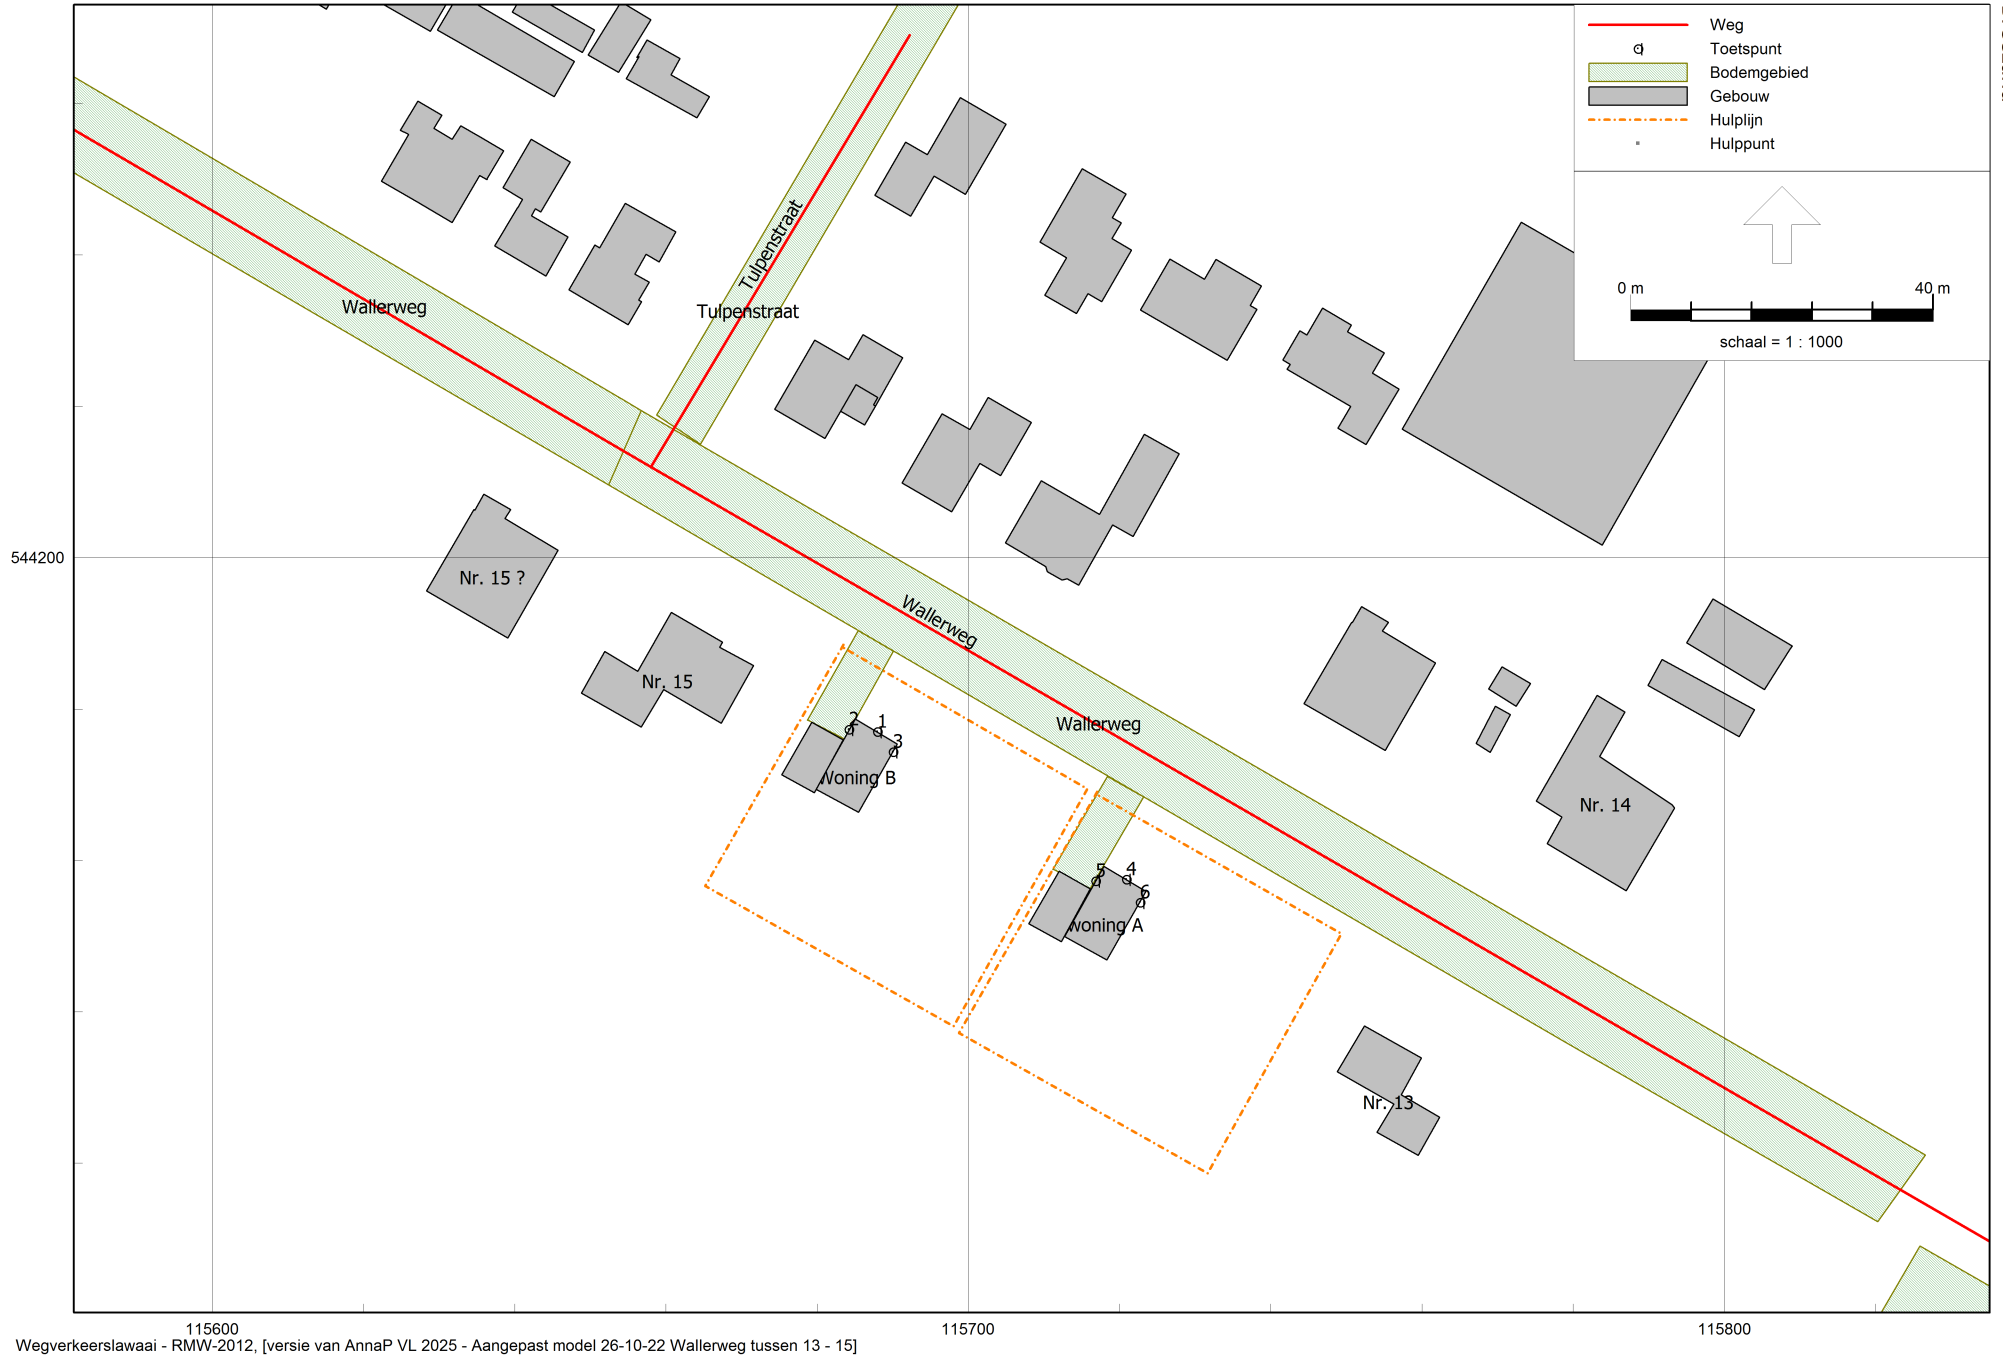 Weg
Toetspunt
Bodemgebied
Gebouw
Hulplijn
Hulppunt
0 m
40 m
schaal = 1 : 1000
Tulpenstraat
Wallerweg
Tulpenstraat
544200
Nr. 15 ?
Wallerweg
Nr. 15
Wallerweg
2
1
3
Woning B
Nr. 14
5
4
6
woning A
Nr. 13
115600
115700
115800
Wegverkeerslawaai - RMW-2012, [versie van AnnaP VL 2025 - Aangepast model 26-10-22 Wallerweg tussen 13 - 15]